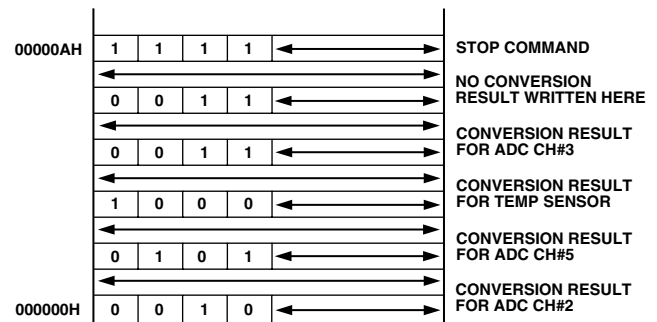 00000AH 1 1 1 1 STOP COMMAND
NO CONVERSION
0 0 1 1 RESULT WRITTEN HERE
CONVERSION RESULT
0 0 1 1 FOR ADC CH#3
CONVERSION RESULT
1 0 0 0 FOR TEMP SENSOR
CONVERSION RESULT
0 1 0 1 FOR ADC CH#5
CONVERSION RESULT
000000H 0 0 1 0 FOR ADC CH#2